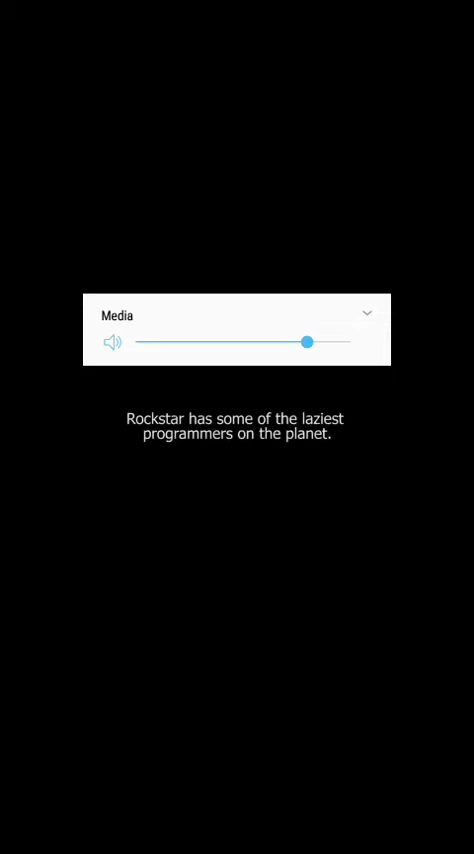 Media
Rockstar has some of the laziest
programmers on the planet.